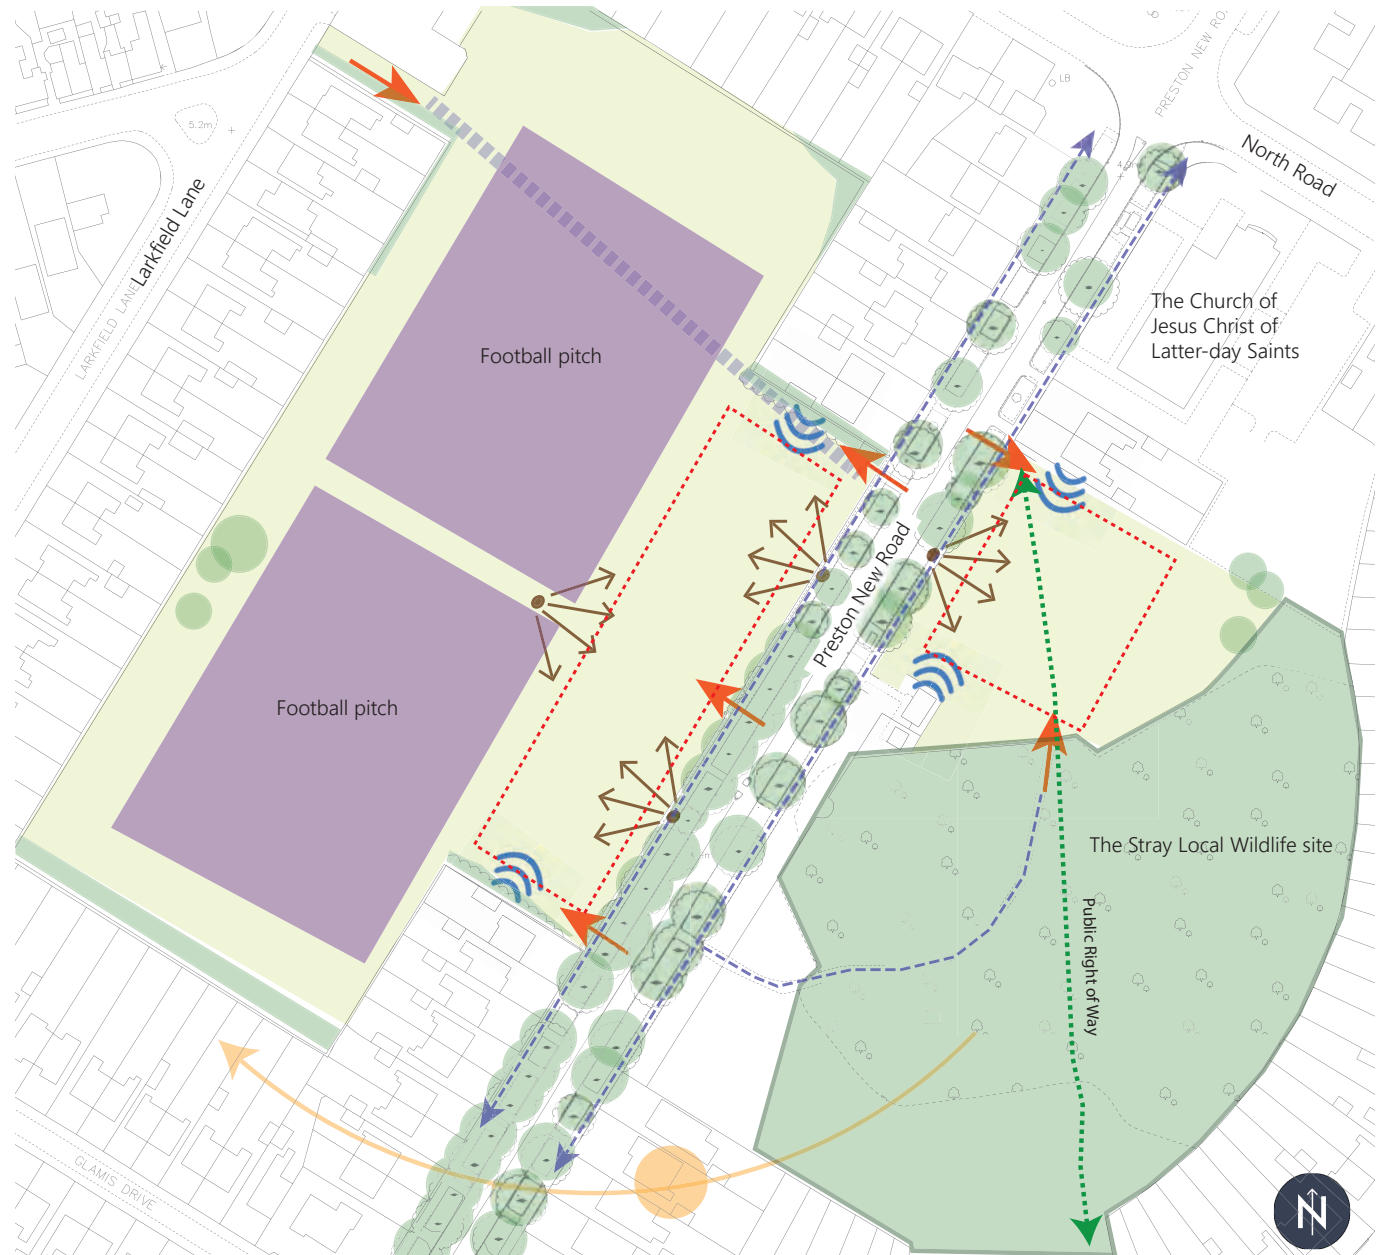 LB
PRESTON NEW RO
North Road
5.2m
Larkfield Lane
LARKFIELD LANE
The Church of
Jesus Christ of
Latter-day Saints
Football pitch
Preston New Road
Football pitch
The Stray Local Wildlife site
Public Right of Way
GLAMIS DRIVE
N